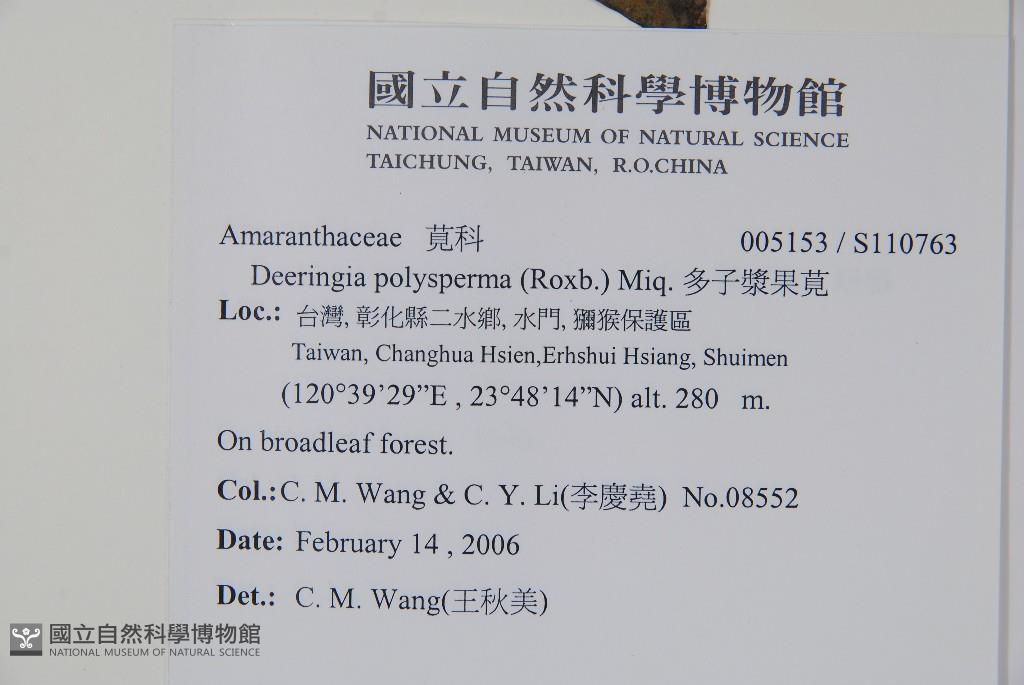 國立自然科學博物館
NATIONAL MUSEUM OF NATURAL SCIENCE
TAICHUNG, TAIWAN, R.O.CHINA
Amaranthaceae 莧科 005153 / S110763
Deeringia polysperma (Roxb.) Miq. 多子漿果莧
Loc.: 台灣, 彰化縣二水鄉, 水門, 獼猴保護區
Taiwan, Changhua Hsien,Erhshui Hsiang, Shuimen
(120°39’29”E , 23°48’14”N) alt. 280 m.
On broadleaf forest.
Col.:C. M. Wang & C. Y. Li(李慶堯) No.08552
Date: February 14 , 2006
Det.: C. M. Wang(王秋美)
國立自然科學博物館
NATIONAL MUSEUM OF NATURAL SCIENCE